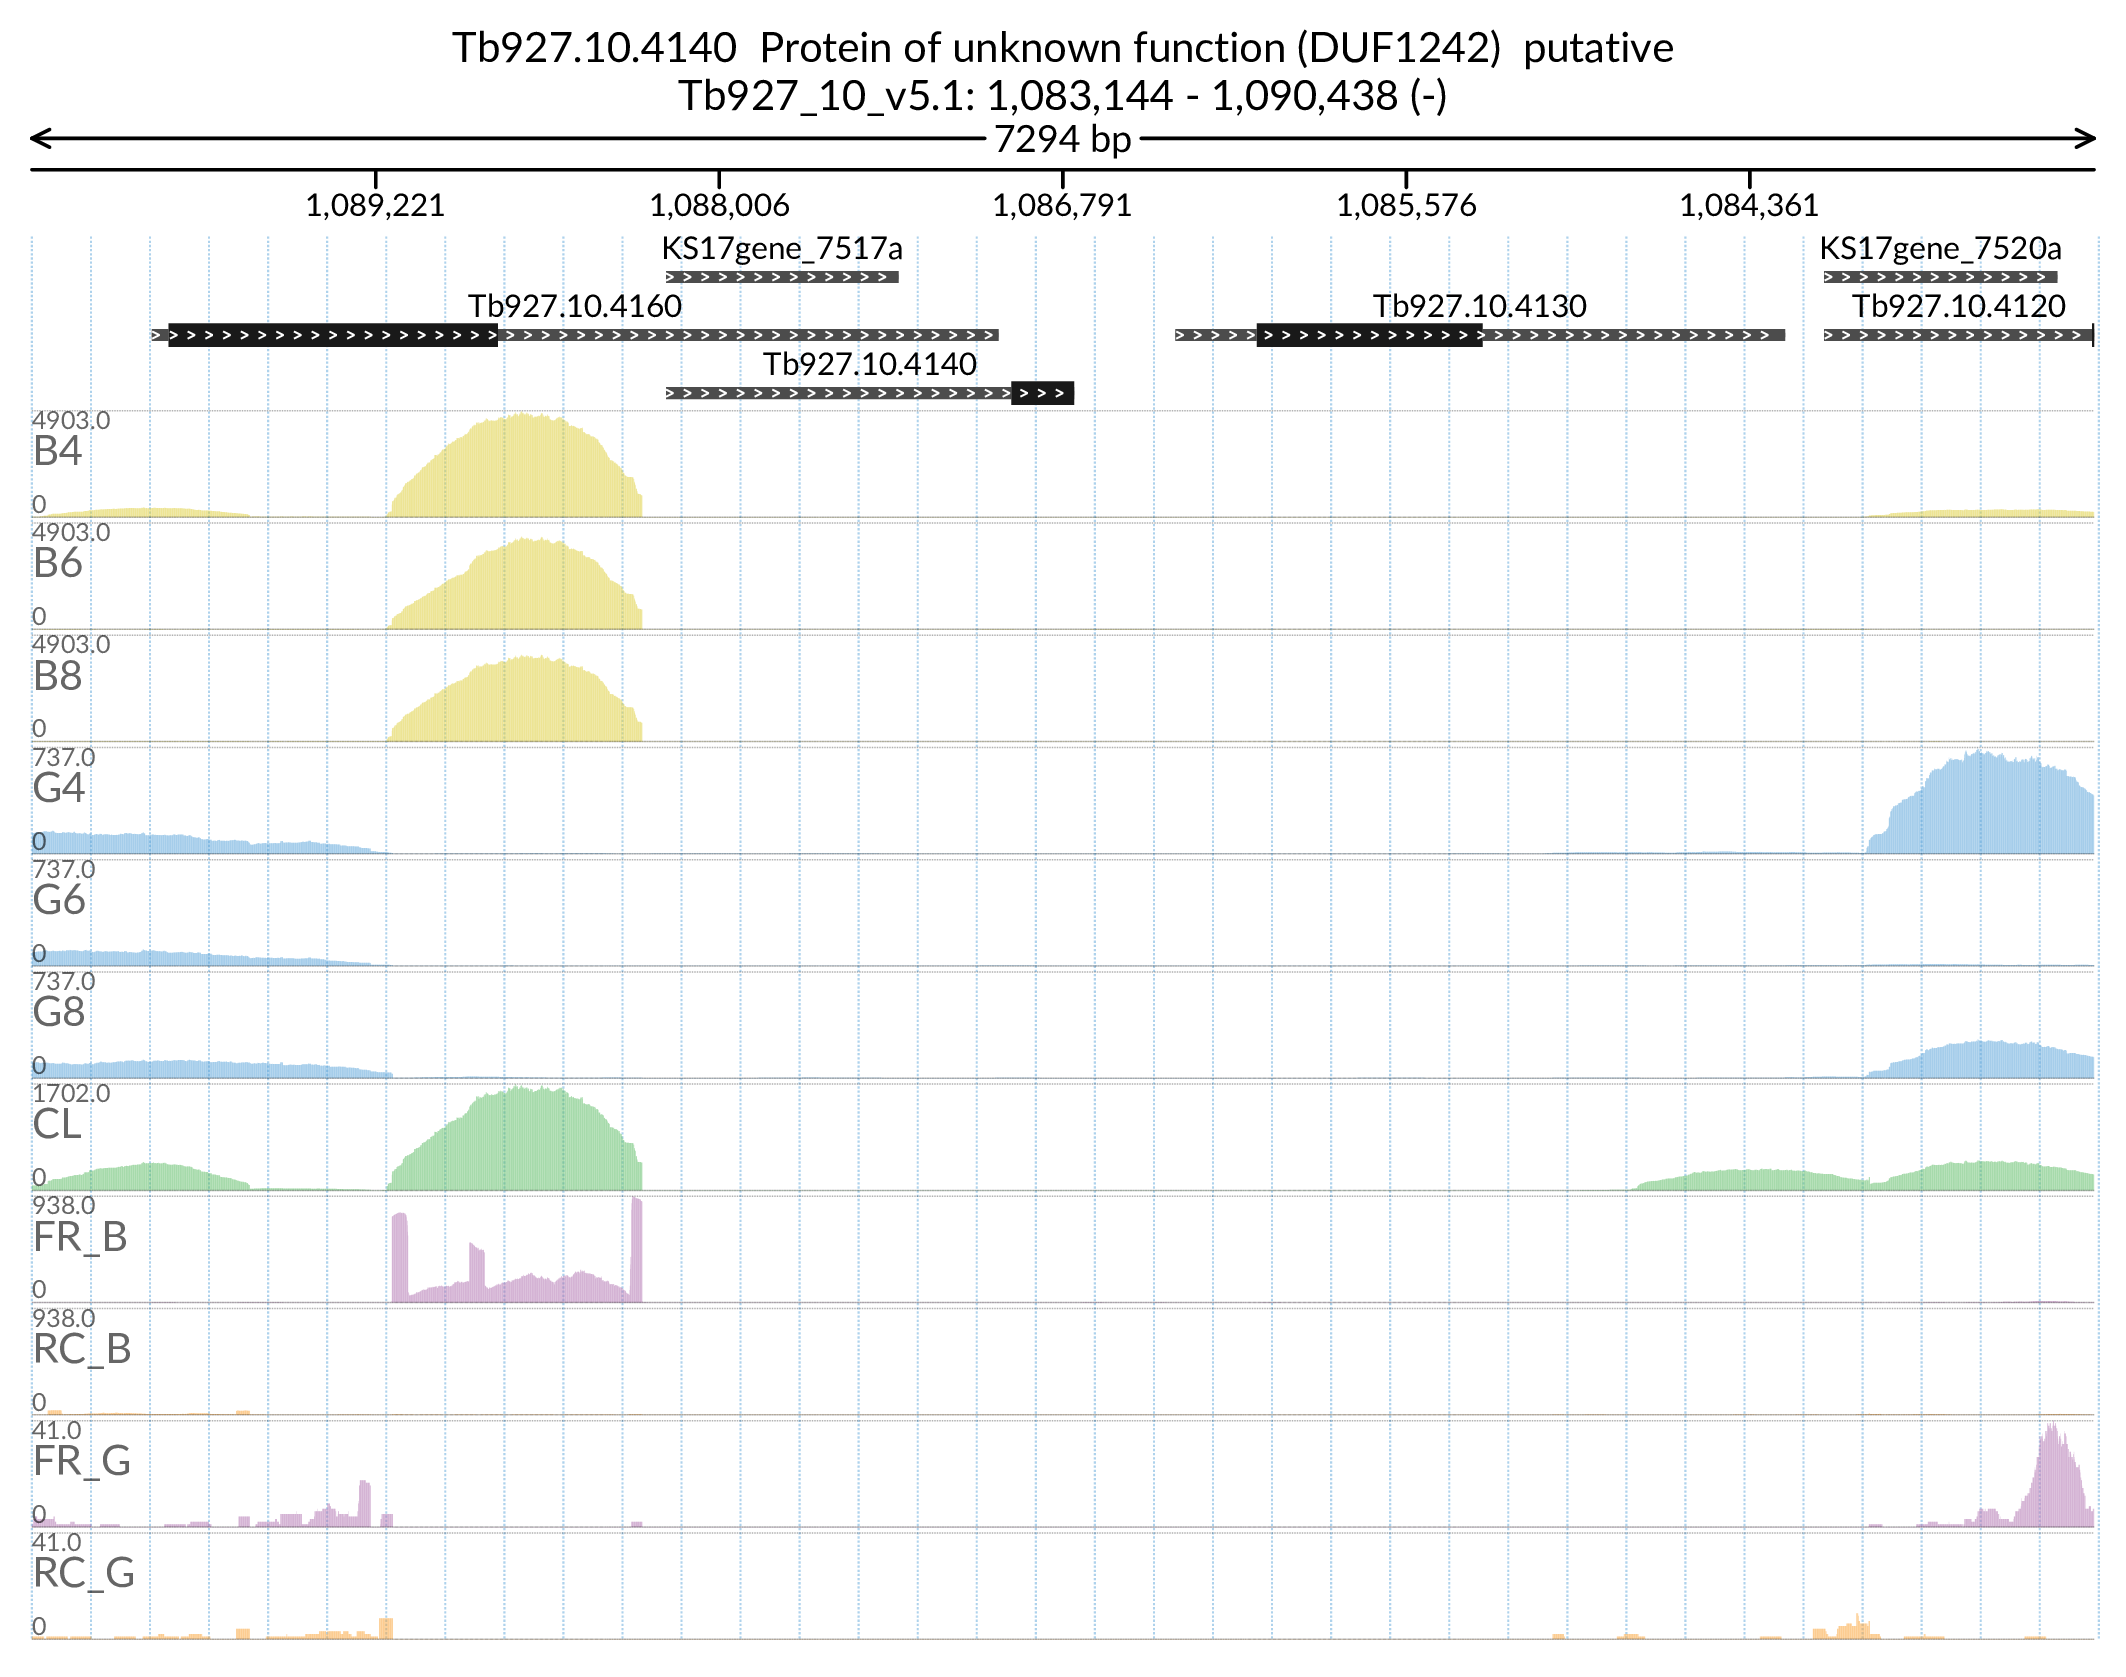 Tb927.10.4140  Protein of unknown function (DUF1242)  putative
Tb927_10_v5.1: 1,083,144 - 1,090,438 (-)
7294 bp
1,089,221 1,088,006 1,086,791 1,085,576 1,084,361
KS17gene_7517a KS17gene_7520a
Tb927.10.4160 Tb927.10.4130 Tb927.10.4120
Tb927.10.4140
4903.0
B4
0
4903.0
B6
0
4903.0
B8
0
737.0
G4
0
737.0
G6
0
737.0
G8
0
1702.0
CL
0
938.0
FR_B
0
938.0
RC_B
0
41.0
FR_G
0
41.0
RC_G
0